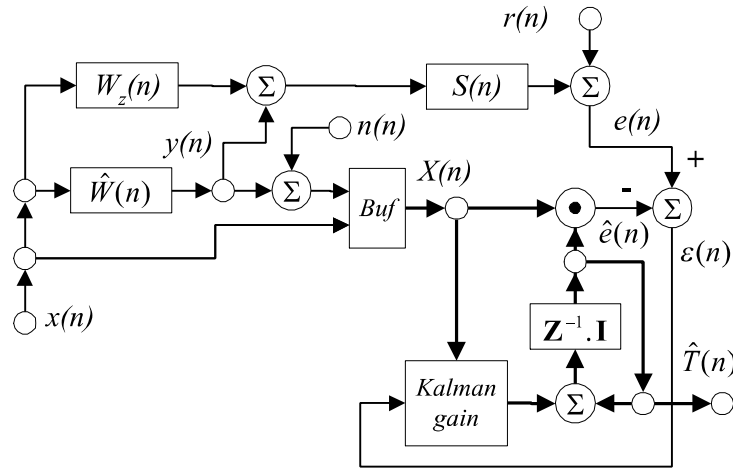 r(n)
W_z(n)
Σ
S(n)
Σ
y(n)
n(n)
e(n)
+
Ŵ(n)
Σ
X(n)
Buf
-
Σ
ê(n)
ε(n)
x(n)
Z⁻¹.I
T̂(n)
Kalman
gain
Σ